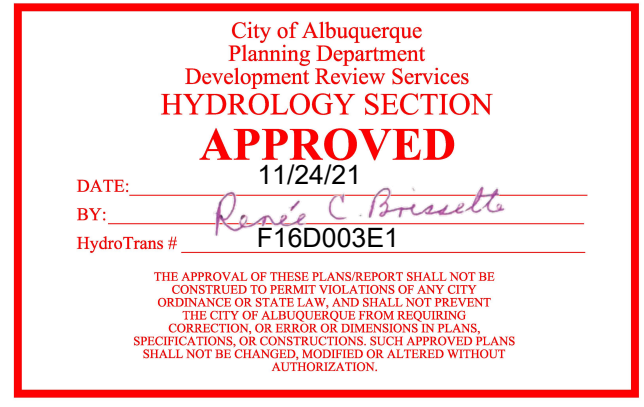 City of Albuquerque
Planning Department
Development Review Services
HYDROLOGY SECTION
APPROVED
DATE: 11/24/21
BY: Renée C. Brissette
HydroTrans # F16D003E1
THE APPROVAL OF THESE PLANS/REPORT SHALL NOT BE
CONSTRUED TO PERMIT VIOLATIONS OF ANY CITY
ORDINANCE OR STATE LAW, AND SHALL NOT PREVENT
THE CITY OF ALBUQUERQUE FROM REQUIRING
CORRECTION, OR ERROR OR DIMENSIONS IN PLANS,
SPECIFICATIONS, OR CONSTRUCTIONS. SUCH APPROVED PLANS
SHALL NOT BE CHANGED, MODIFIED OR ALTERED WITHOUT
AUTHORIZATION.